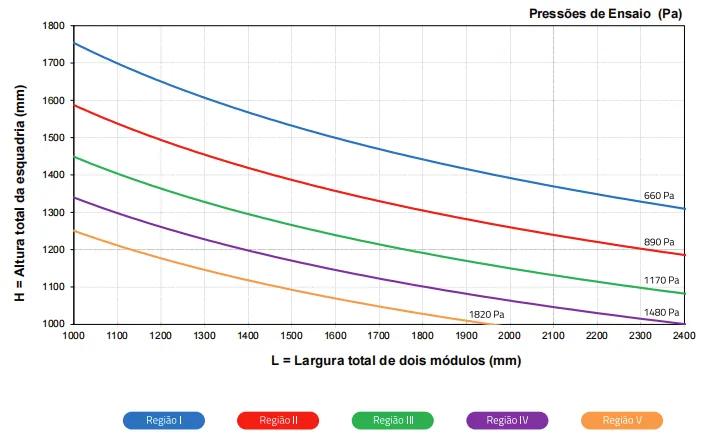 Pressões de Ensaio (Pa)
H = Altura total da esquadria (mm)
1800
1700
1600
1500
1400
1300
1200
1100
1000
660 Pa
890 Pa
1170 Pa
1480 Pa
1820 Pa
1000 1100 1200 1300 1400 1500 1600 1700 1800 1900 2000 2100 2200 2300 2400
L = Largura total de dois módulos (mm)
Região I Região II Região III Região IV Região V